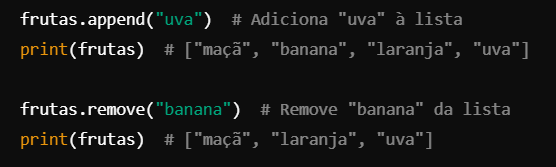 frutas.append("uva")  # Adiciona "uva" à lista
print(frutas)  # ["maçã", "banana", "laranja", "uva"]
frutas.remove("banana")  # Remove "banana" da lista
print(frutas)  # ["maçã", "laranja", "uva"]